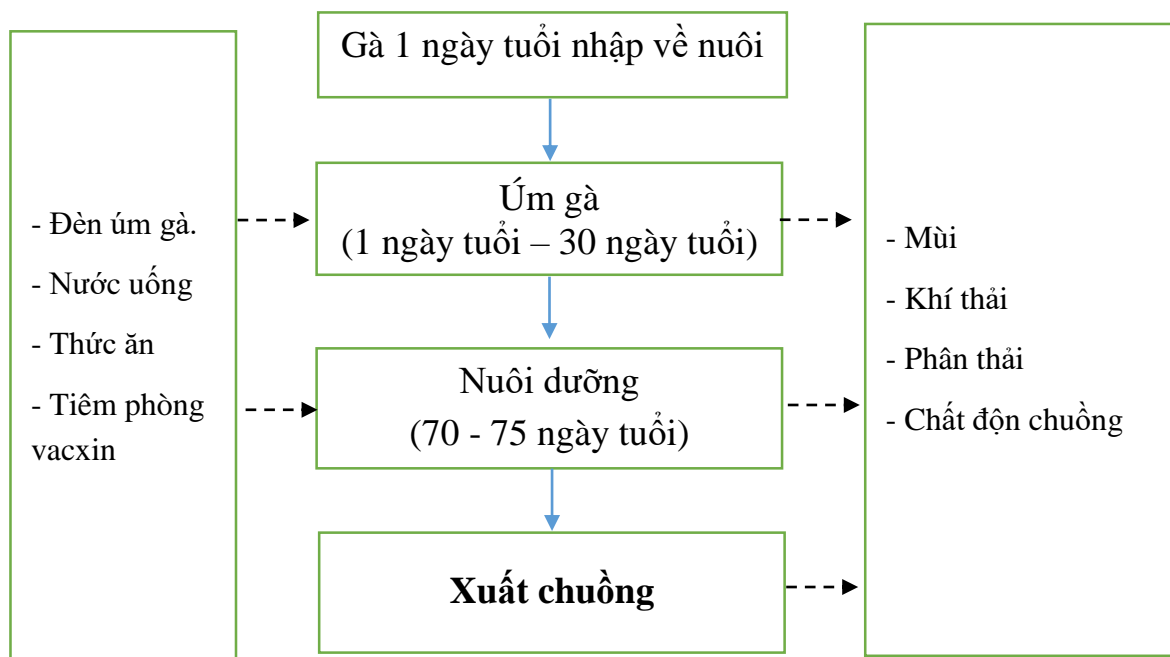 Gà 1 ngày tuổi nhập về nuôi
Úm gà
(1 ngày tuổi – 30 ngày tuổi)
Nuôi dưỡng
(70 - 75 ngày tuổi)
Xuất chuồng
- Đèn úm gà.
- Nước uống
- Thức ăn
- Tiêm phòng
vacxin
- Mùi
- Khí thải
- Phân thải
- Chất độn chuồng